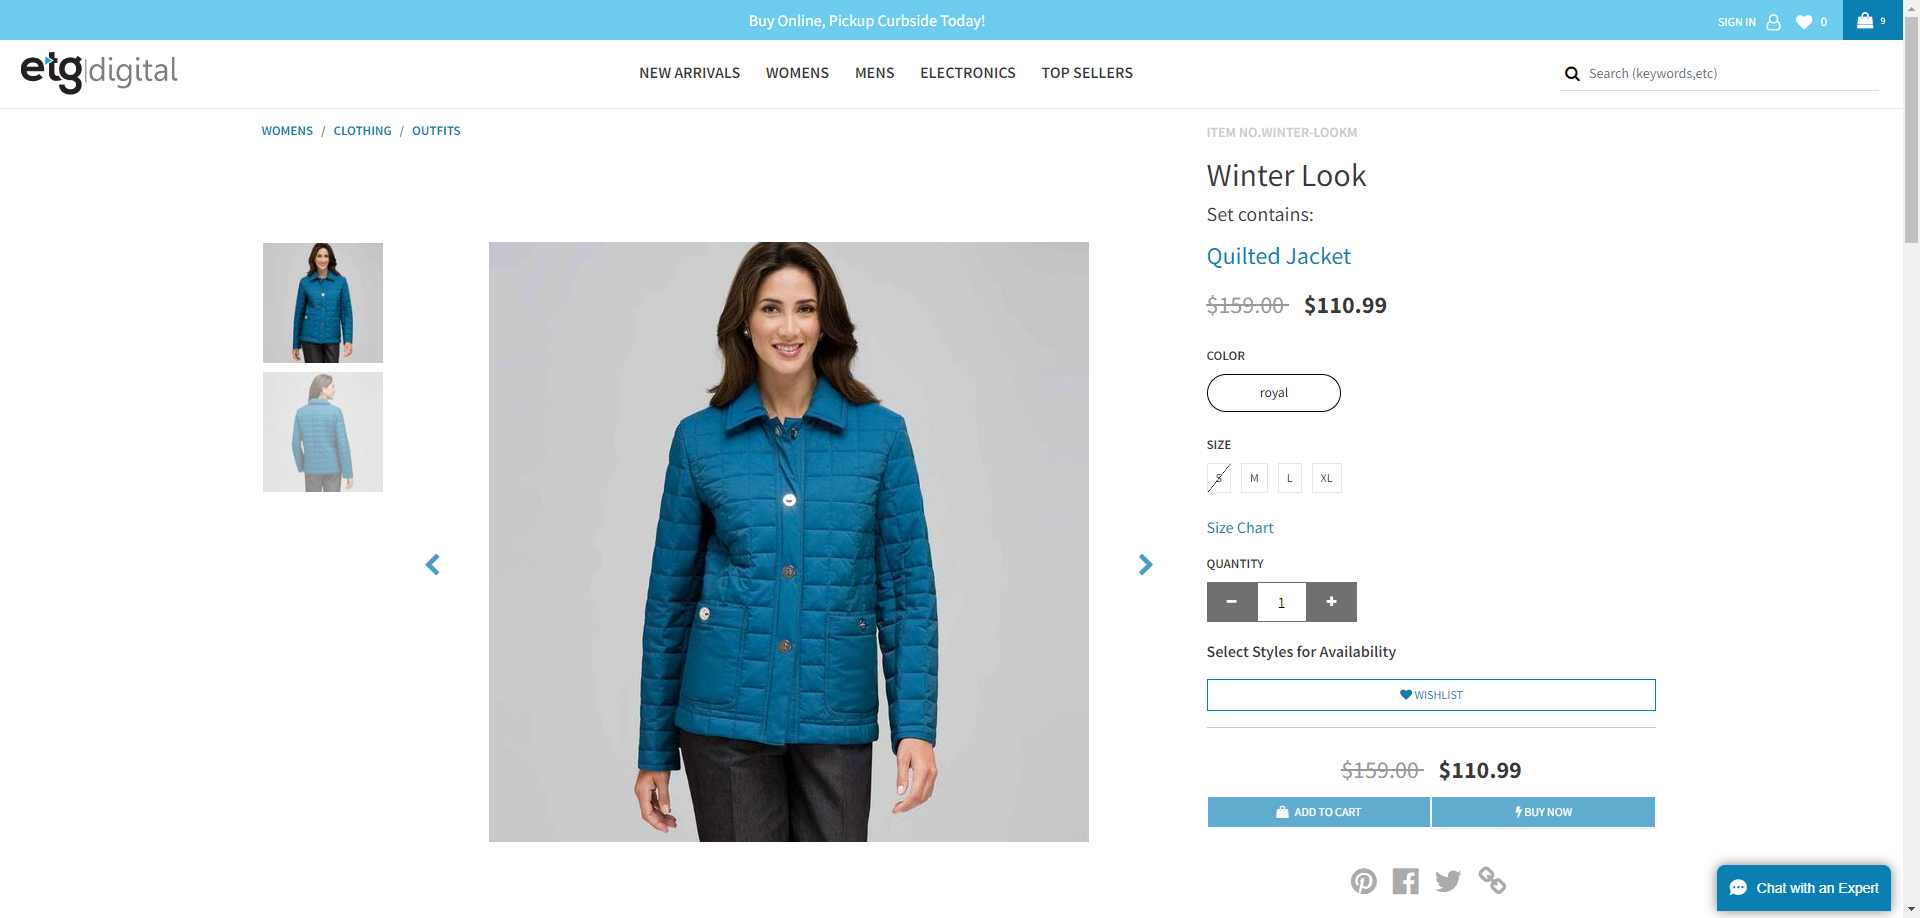 Buy Online, Pickup Curbside Today!
SIGN IN
0
9
etg|digital
NEW ARRIVALS WOMENS MENS ELECTRONICS TOP SELLERS
Search (keywords,etc)
WOMENS / CLOTHING / OUTFITS
ITEM NO.WINTER-LOOKM
Winter Look
Set contains:
Quilted Jacket
$159.00 $110.99
COLOR
royal
SIZE
S M L XL
Size Chart
QUANTITY
− 1 +
Select Styles for Availability
WISHLIST
$159.00 $110.99
ADD TO CART BUY NOW
Chat with an Expert